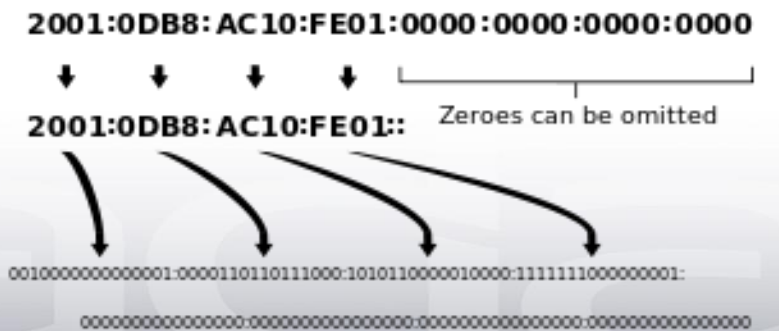 2001:0DB8:AC10:FE01:0000:0000:0000:0000
2001:0DB8:AC10:FE01::
Zeroes can be omitted
0010000000000001:0000110110111000:1010110000010000:1111111000000001:
0000000000000000:0000000000000000:0000000000000000:0000000000000000